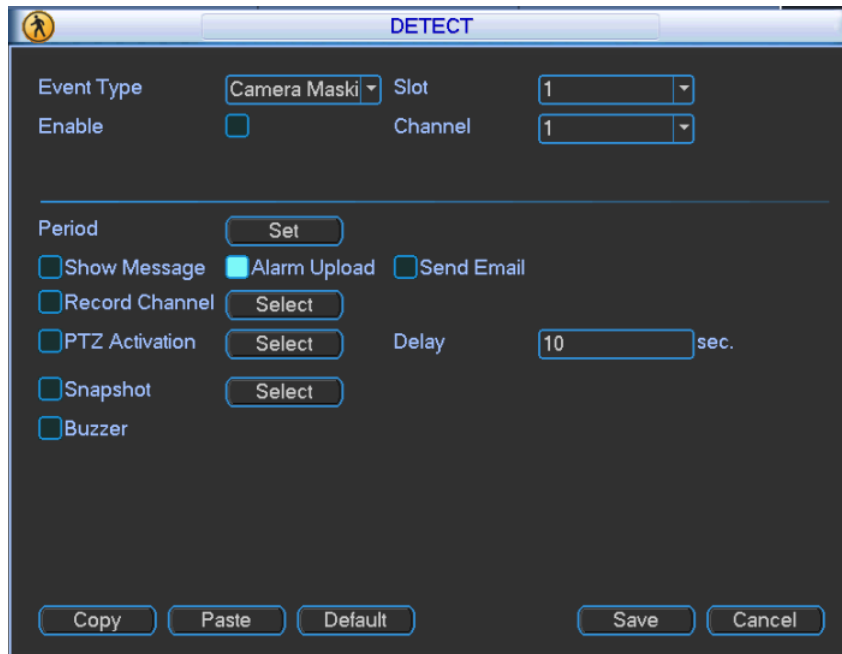 DETECT
Event Type Camera Maski Slot 1
Enable Channel 1
Period Set
Show Message Alarm Upload Send Email
Record Channel Select
PTZ Activation Select Delay 10 sec.
Snapshot Select
Buzzer
Copy Paste Default Save Cancel